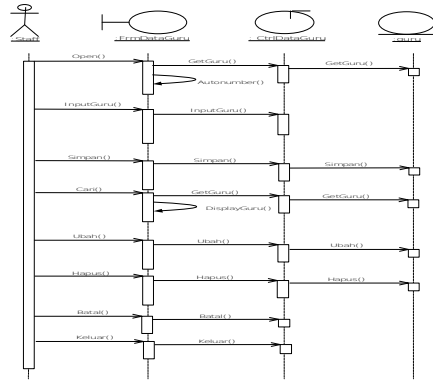 Staff FrmDataGuru CtrlDataGuru guru
Open() GetGuru() GetGuru()
Autonumber()
InputGuru() InputGuru()
Simpan() Simpan() Simpan()
Cari() GetGuru() GetGuru()
DisplayGuru()
Ubah() Ubah() Ubah()
Hapus() Hapus() Hapus()
Batal() Batal()
Keluar() Keluar()